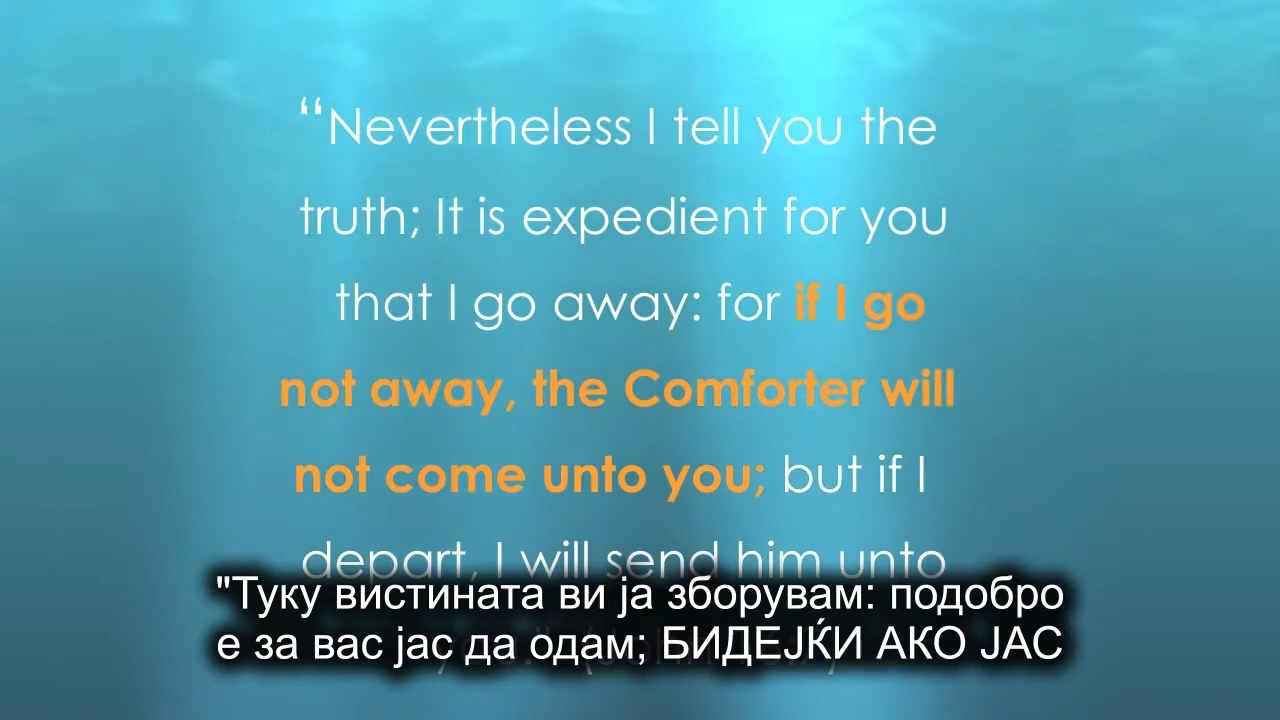 “Nevertheless I tell you the
truth; It is expedient for you
that I go away: for if I go
not away, the Comforter will
not come unto you; but if I
depart, I will send him unto
"Туку вистината ви ја зборувам: подобро
е за вас јас да одам; БИДЕЈЌИ АКО ЈАС